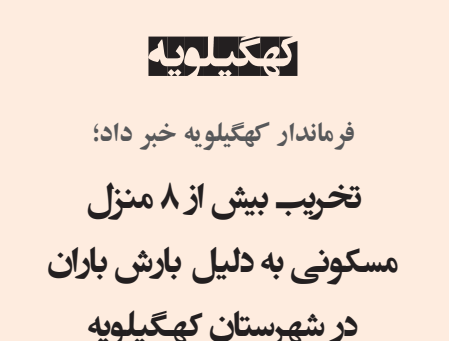 کهگیلویه
فرماندار کهگیلویه خبر داد؛
تخریب بیش از ۸ منزل
مسکونی به دلیل بارش باران
در شهرستان کهگیلویه